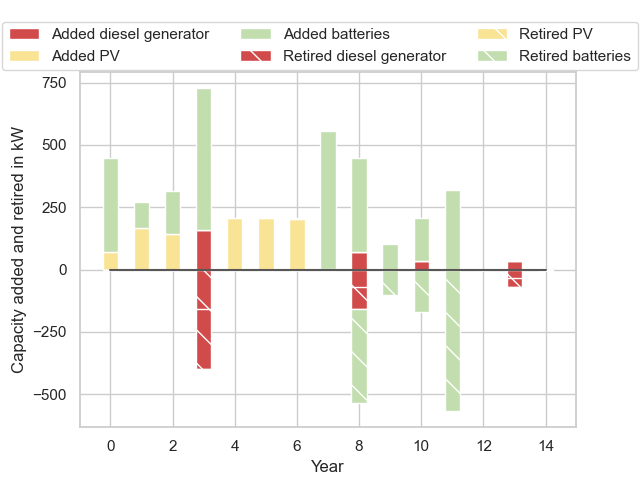 Added diesel generator Added batteries Retired PV
Added PV Retired diesel generator Retired batteries
750
500
250
0
−250
−500
Capacity added and retired in kW
0 2 4 6 8 10 12 14
Year